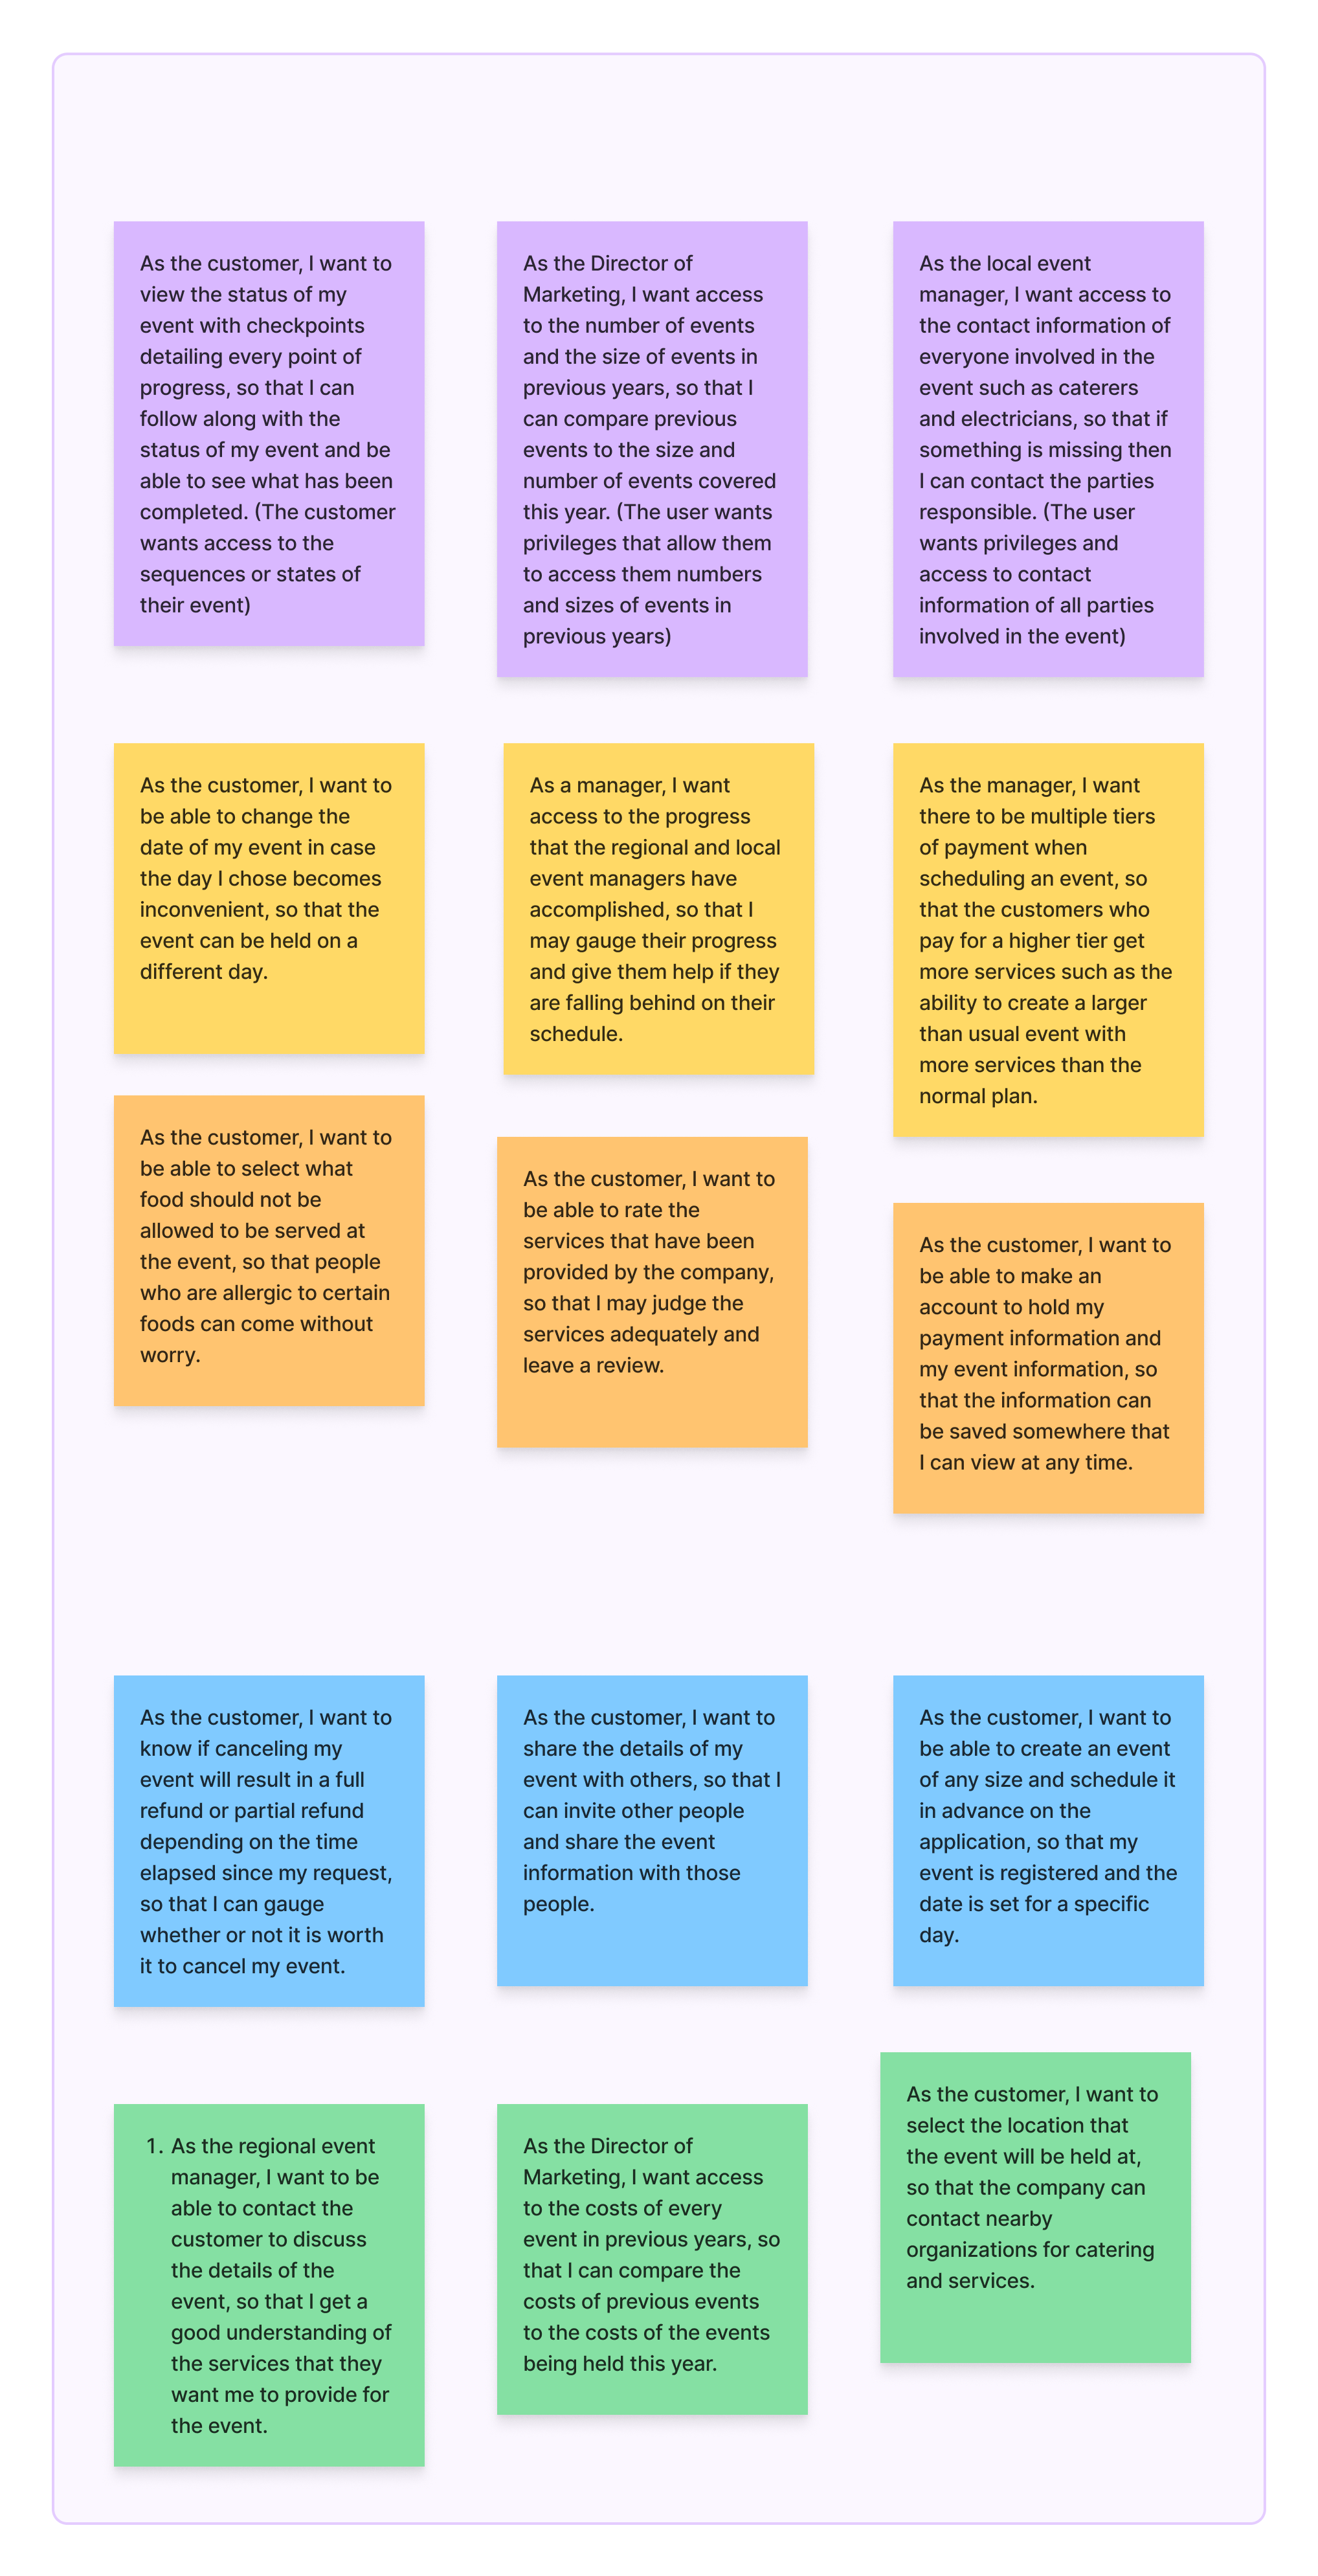 As the customer, I want to
view the status of my
event with checkpoints
detailing every point of
progress, so that I can
follow along with the
status of my event and be
able to see what has been
completed. (The customer
wants access to the
sequences or states of
their event)
As the Director of
Marketing, I want access
to the number of events
and the size of events in
previous years, so that I
can compare previous
events to the size and
number of events covered
this year. (The user wants
privileges that allow them
to access them numbers
and sizes of events in
previous years)
As the local event
manager, I want access to
the contact information of
everyone involved in the
event such as caterers
and electricians, so that if
something is missing then
I can contact the parties
responsible. (The user
wants privileges and
access to contact
information of all parties
involved in the event)
As the customer, I want to
be able to change the
date of my event in case
the day I chose becomes
inconvenient, so that the
event can be held on a
different day.
As a manager, I want
access to the progress
that the regional and local
event managers have
accomplished, so that I
may gauge their progress
and give them help if they
are falling behind on their
schedule.
As the manager, I want
there to be multiple tiers
of payment when
scheduling an event, so
that the customers who
pay for a higher tier get
more services such as the
ability to create a larger
than usual event with
more services than the
normal plan.
As the customer, I want to
be able to select what
food should not be
allowed to be served at
the event, so that people
who are allergic to certain
foods can come without
worry.
As the customer, I want to
be able to rate the
services that have been
provided by the company,
so that I may judge the
services adequately and
leave a review.
As the customer, I want to
be able to make an
account to hold my
payment information and
my event information, so
that the information can
be saved somewhere that
I can view at any time.
As the customer, I want to
know if canceling my
event will result in a full
refund or partial refund
depending on the time
elapsed since my request,
so that I can gauge
whether or not it is worth
it to cancel my event.
As the customer, I want to
share the details of my
event with others, so that I
can invite other people
and share the event
information with those
people.
As the customer, I want to
be able to create an event
of any size and schedule it
in advance on the
application, so that my
event is registered and the
date is set for a specific
day.
1. As the regional event
manager, I want to be
able to contact the
customer to discuss
the details of the
event, so that I get a
good understanding of
the services that they
want me to provide for
the event.
As the Director of
Marketing, I want access
to the costs of every
event in previous years, so
that I can compare the
costs of previous events
to the costs of the events
being held this year.
As the customer, I want to
select the location that
the event will be held at,
so that the company can
contact nearby
organizations for catering
and services.